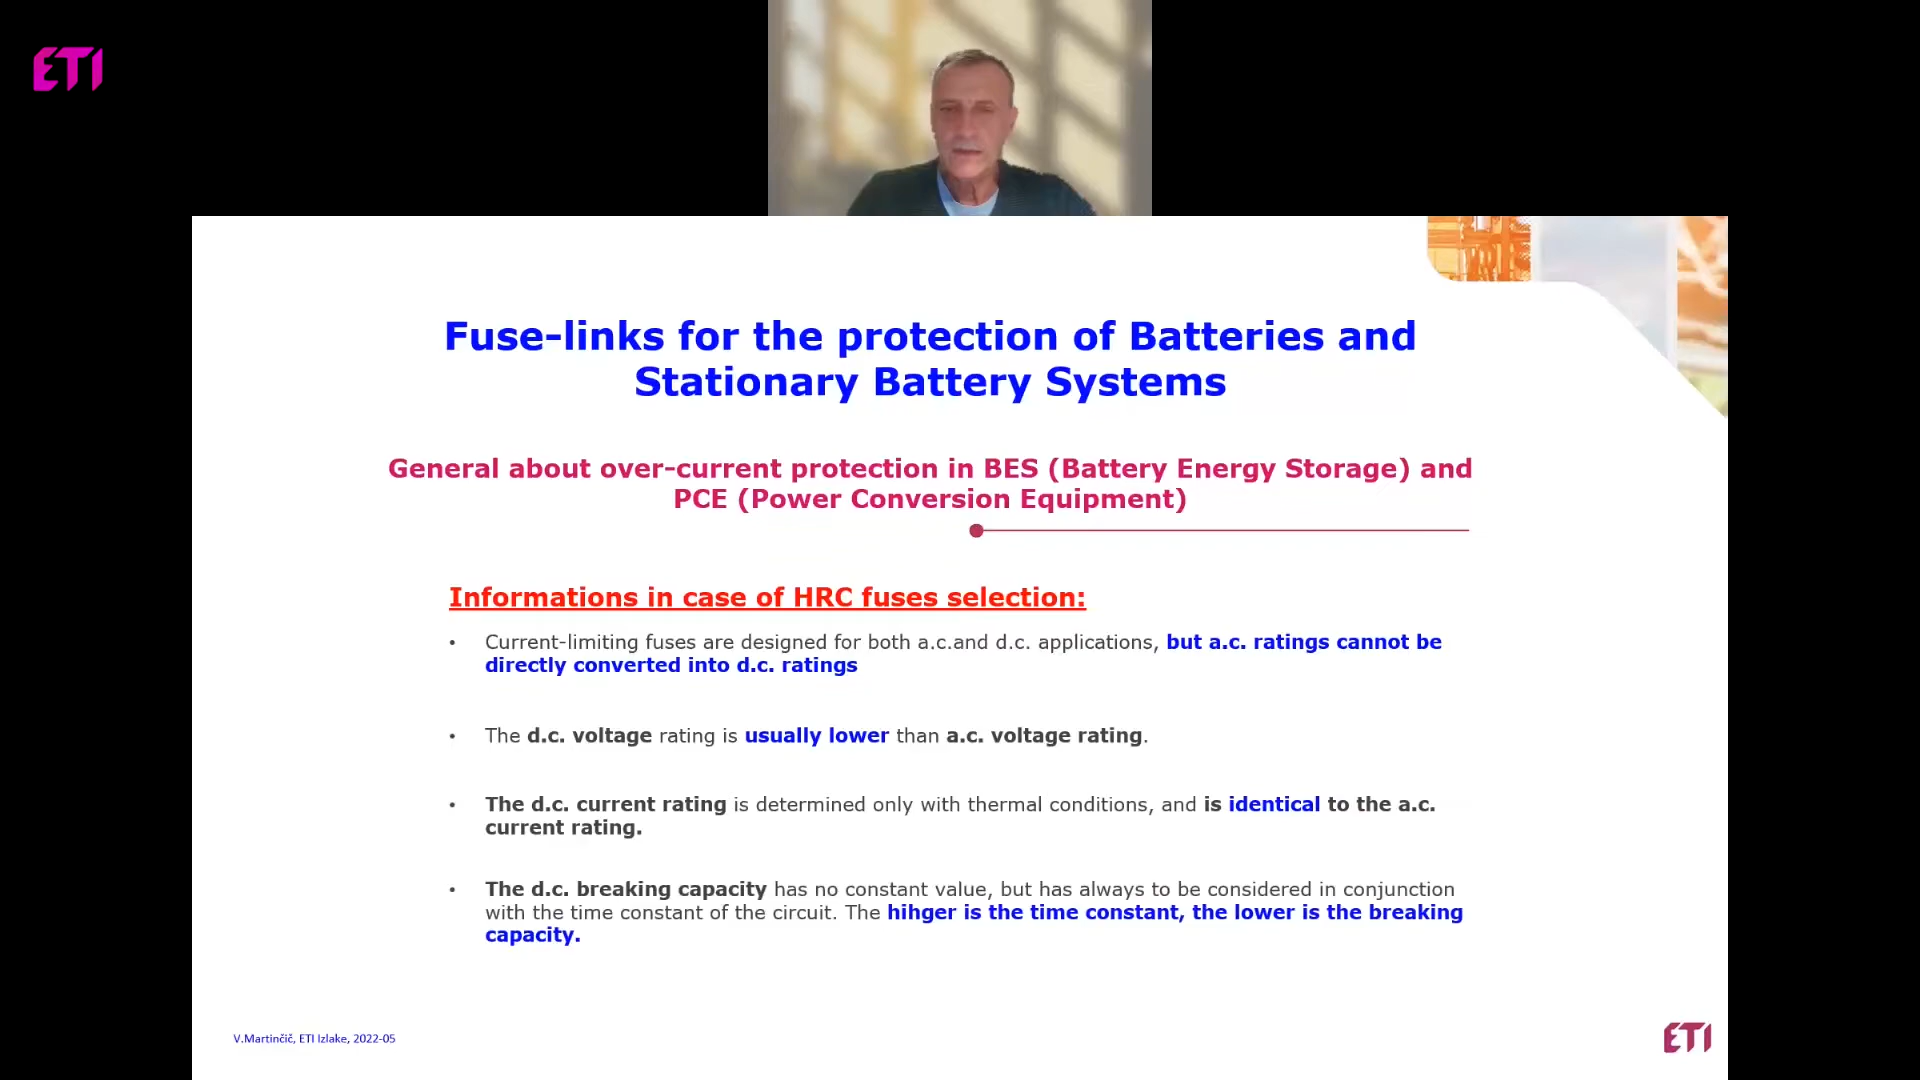 ETI
Fuse-links for the protection of Batteries and
Stationary Battery Systems
General about over-current protection in BES (Battery Energy Storage) and
PCE (Power Conversion Equipment)
Informations in case of HRC fuses selection:
• Current-limiting fuses are designed for both a.c.and d.c. applications, but a.c. ratings cannot be
directly converted into d.c. ratings
• The d.c. voltage rating is usually lower than a.c. voltage rating.
• The d.c. current rating is determined only with thermal conditions, and is identical to the a.c.
current rating.
• The d.c. breaking capacity has no constant value, but has always to be considered in conjunction
with the time constant of the circuit. The hihger is the time constant, the lower is the breaking
capacity.
V.Martinčič, ETI Izlake, 2022-05
ETI